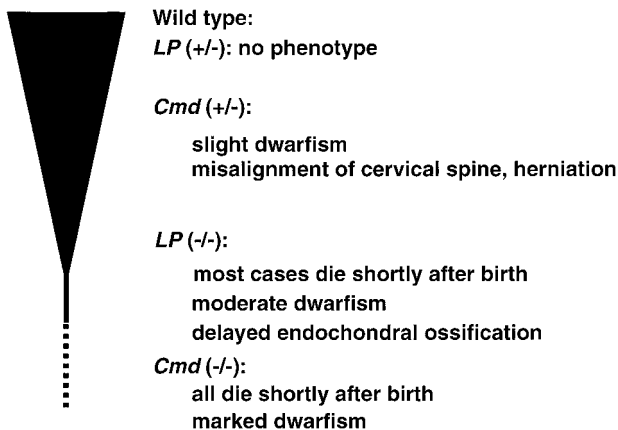 Wild type:
LP (+/-): no phenotype
Cmd (+/-):
slight dwarfism
misalignment of cervical spine, herniation
LP (-/-):
most cases die shortly after birth
moderate dwarfism
delayed endochondral ossification
Cmd (-/-):
all die shortly after birth
marked dwarfism